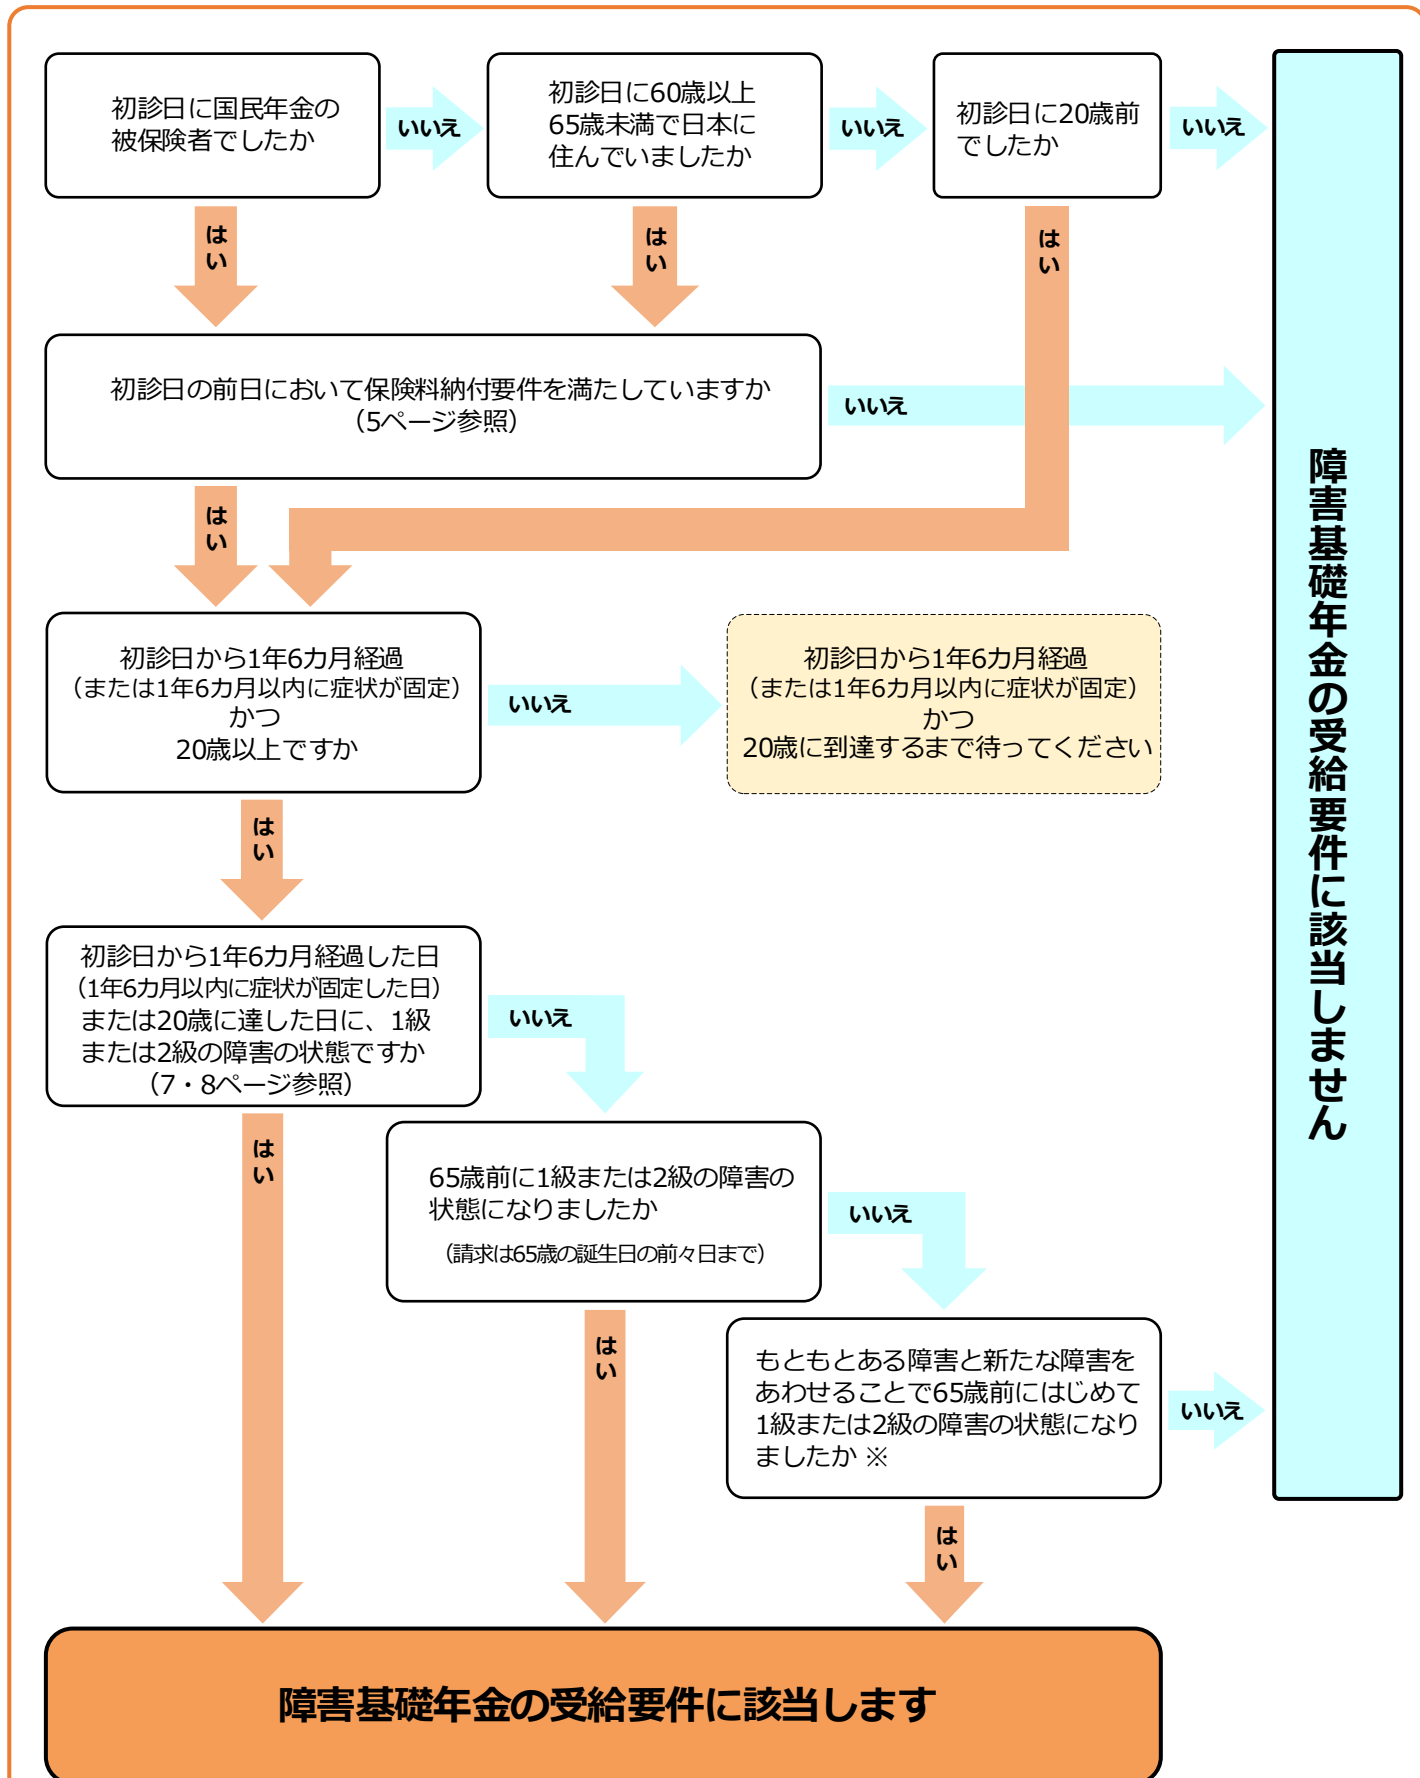 初診日に国民年金の
被保険者でしたか
いいえ
初診日に60歳以上
65歳未満で日本に
住んでいましたか
いいえ
初診日に20歳前
でしたか
いいえ
はい
はい
はい
初診日の前日において保険料納付要件を満たしていますか
（5ページ参照）
いいえ
はい
初診日から1年6カ月経過
（または1年6カ月以内に症状が固定）
かつ
20歳以上ですか
いいえ
初診日から1年6カ月経過
（または1年6カ月以内に症状が固定）
かつ
20歳に到達するまで待ってください
はい
初診日から1年6カ月経過した日
（1年6カ月以内に症状が固定した日）
または20歳に達した日に、1級
または2級の障害の状態ですか
（7・8ページ参照）
いいえ
はい
65歳前に1級または2級の障害の
状態になりましたか
（請求は65歳の誕生日の前々日まで）
いいえ
はい
もともとある障害と新たな障害を
あわせることで65歳前にはじめて
1級または2級の障害の状態になり
ましたか ※
いいえ
はい
障害基礎年金の受給要件に該当しません
障害基礎年金の受給要件に該当します